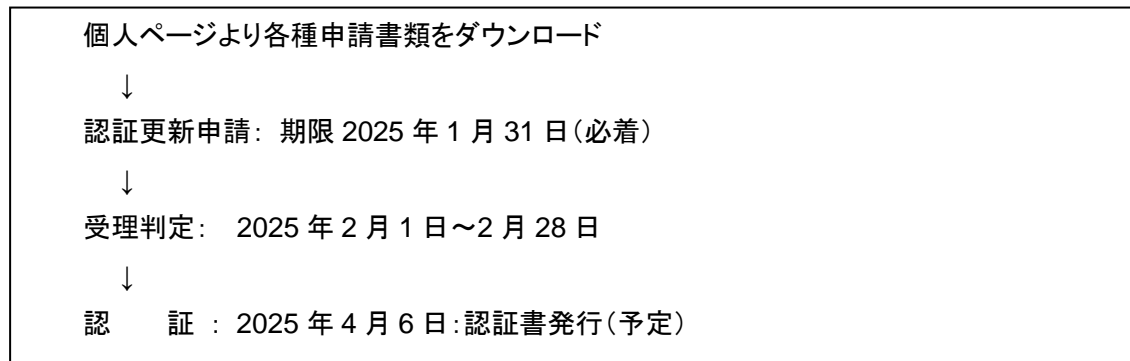 個人ページより各種申請書類をダウンロード
↓
認証更新申請： 期限 2025 年 1 月 31 日（必着）
↓
受理判定：　2025 年 2 月 1 日～2 月 28 日
↓
認　　証 ： 2025 年 4 月 6 日：認証書発行（予定）